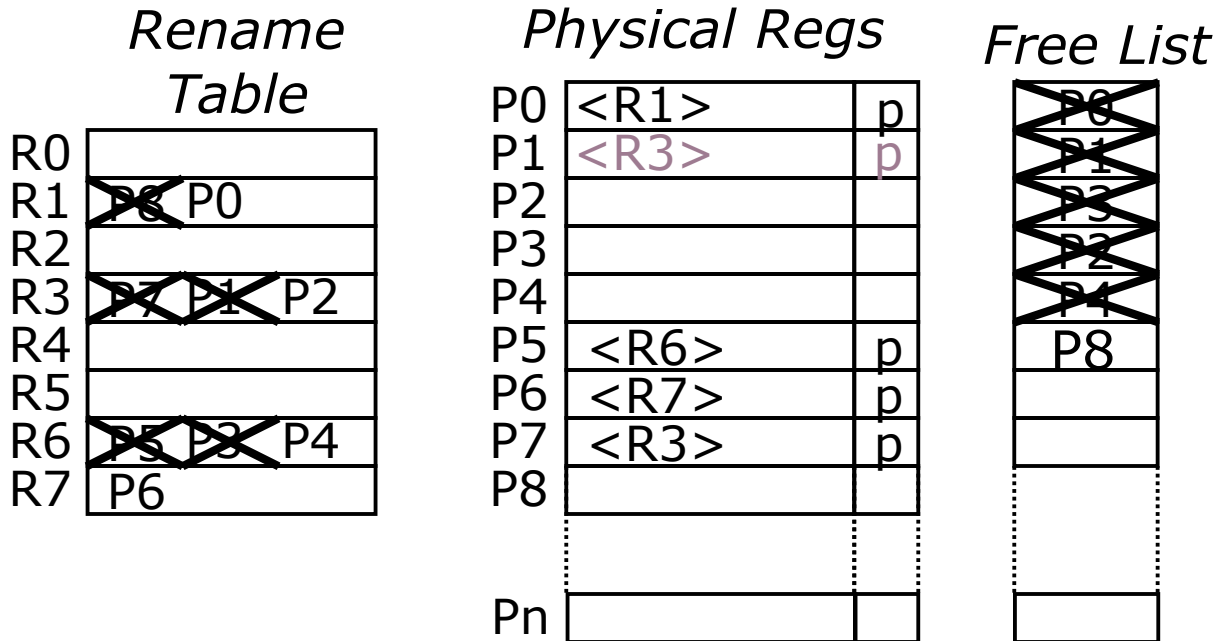 Rename Table
R0
R1 P8 P0
R2
R3 P7 P1 P2
R4
R5
R6 P5 P3 P4
R7 P6
Physical Regs
P0 <R1> p
P1 <R3> p
P2
P3
P4
P5 <R6> p
P6 <R7> p
P7 <R3> p
P8
Pn
Free List
P0
P1
P3
P2
P4
P8